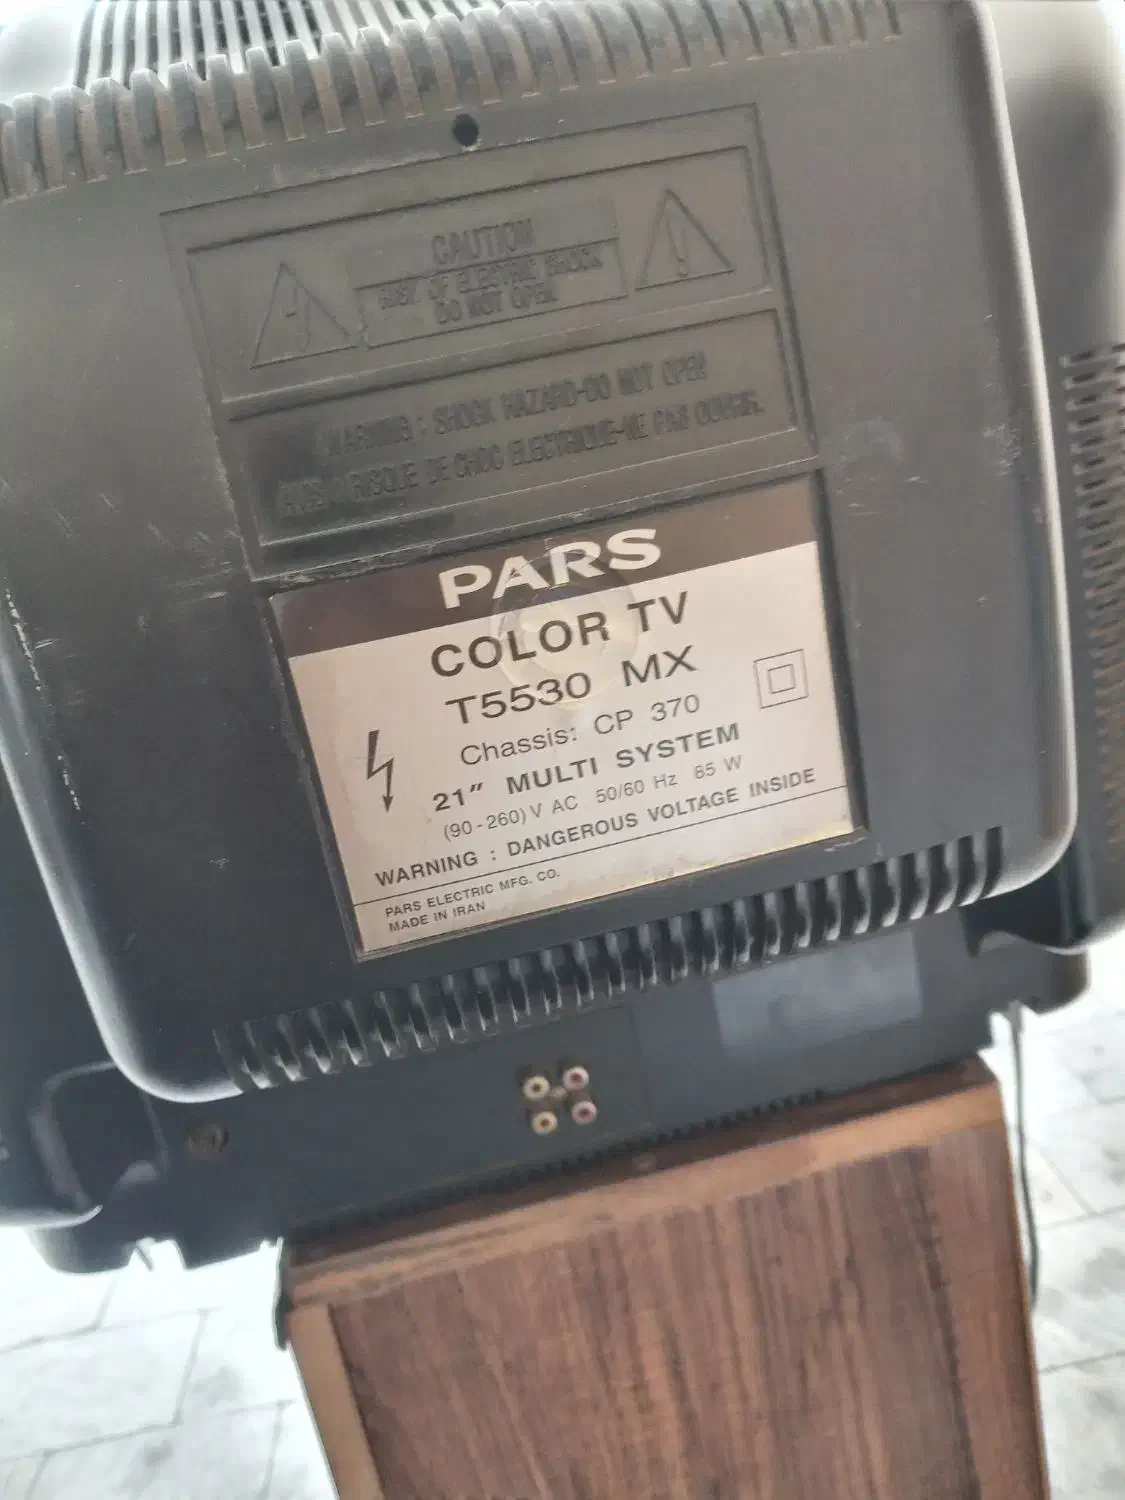 CAUTION
RISK OF ELECTRIC SHOCK
DO NOT OPEN
WARNING : SHOCK HAZARD-DO NOT OPEN
AVIS : RISQUE DE CHOC ELECTRIQUE-NE PAS OUVRIR.
PARS
COLOR TV
T5530 MX
Chassis: CP 370
21" MULTI SYSTEM
(90-260) V AC 50/60 Hz 85 W
WARNING : DANGEROUS VOLTAGE INSIDE
PARS ELECTRIC MFG. CO.
MADE IN IRAN